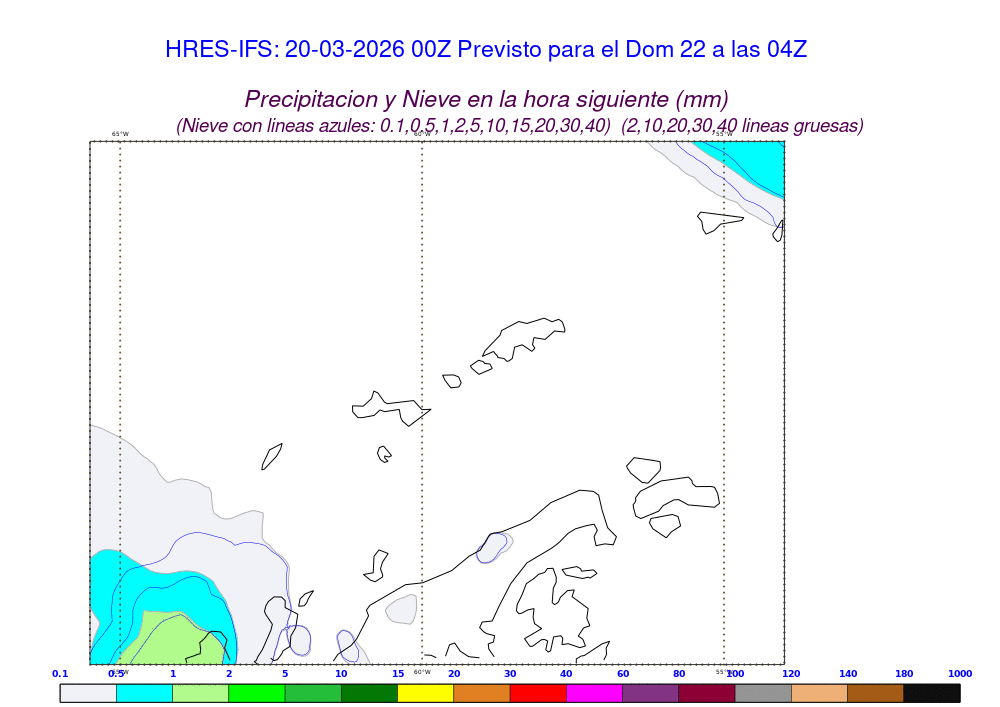 HRES-IFS: 20-03-2026 00Z Previsto para el Dom 22 a las 04Z
Precipitacion y Nieve en la hora siguiente (mm)
(Nieve con lineas azules: 0.1,0.5,1,2,5,10,15,20,30,40) (2,10,20,30,40 lineas gruesas)
65°W 60°W 55°W
65°W 60°W 55°W
0.1 0.5 1 2 5 10 15 20 30 40 60 80 100 120 140 180 1000